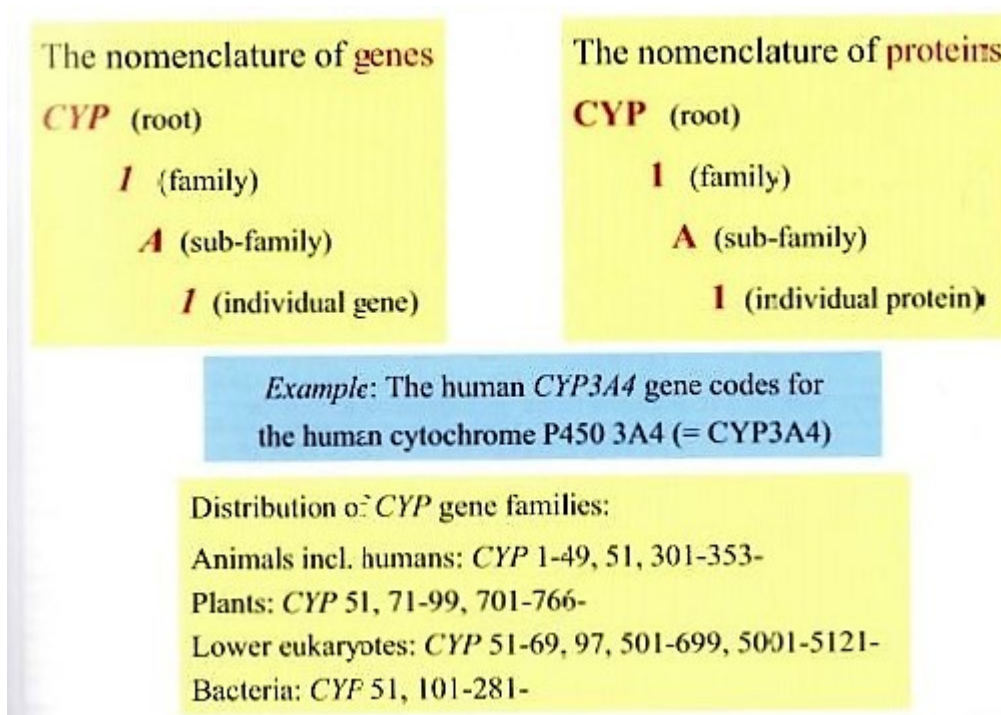 The nomenclature of genes
CYP (root)
1 (family)
A (sub-family)
1 (individual gene)
The nomenclature of proteins
CYP (root)
1 (family)
A (sub-family)
1 (individual protein)
Example: The human CYP3A4 gene codes for
the human cytochrome P450 3A4 (= CYP3A4)
Distribution of CYP gene families:
Animals incl. humans: CYP 1-49, 51, 301-353-
Plants: CYP 51, 71-99, 701-766-
Lower eukaryotes: CYP 51-69, 97, 501-699, 5001-5121-
Bacteria: CYP 51, 101-281-